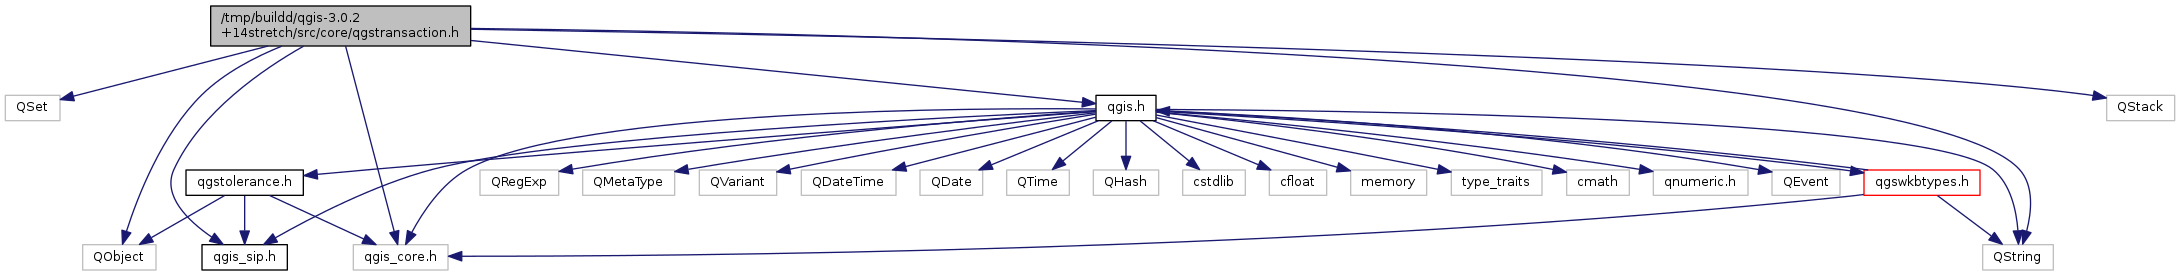 /tmp/buildd/qgis-3.0.2
+14stretch/src/core/qgstransaction.h
QSet
qgis.h
QStack
qgstolerance.h
QRegExp
QMetaType
QVariant
QDateTime
QDate
QTime
QHash
cstdlib
cfloat
memory
type_traits
cmath
qnumeric.h
QEvent
qgswkbtypes.h
QObject
qgis_sip.h
qgis_core.h
QString